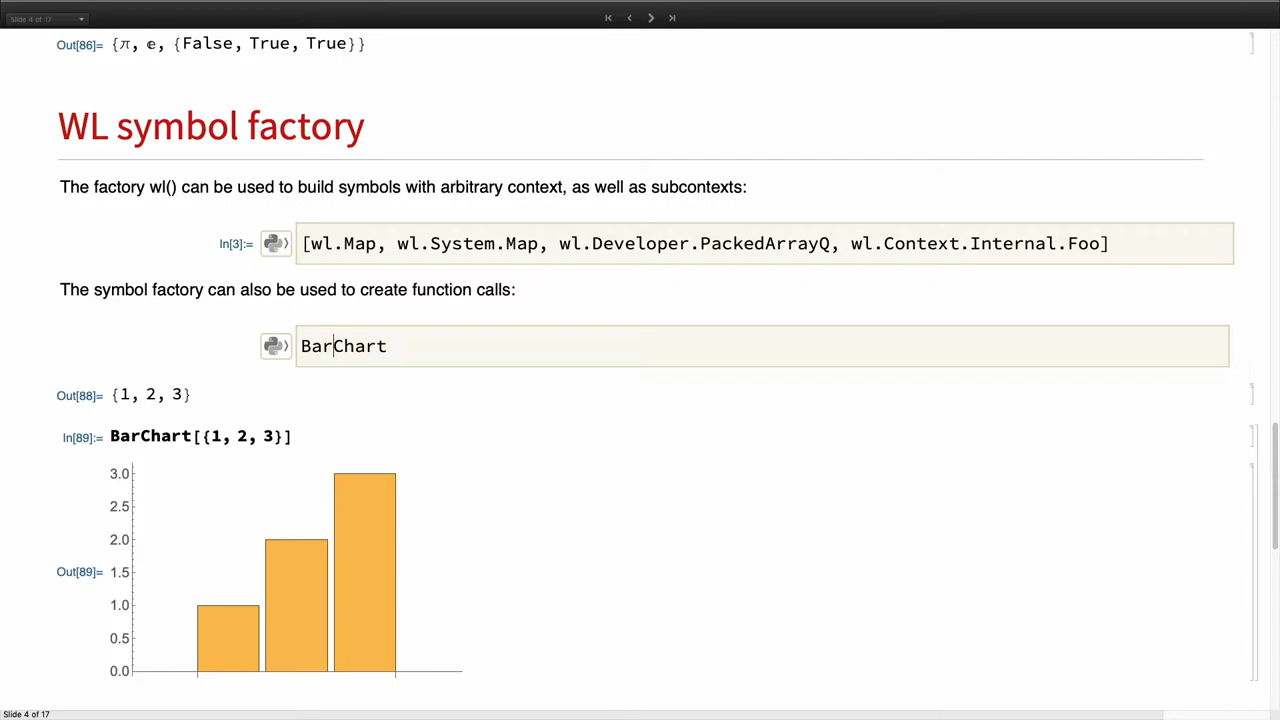 Slide 4 of 17
Out[86]= {π, ⅇ, {False, True, True}}
WL symbol factory
The factory wl() can be used to build symbols with arbitrary context, as well as subcontexts:
In[3]:= [wl.Map, wl.System.Map, wl.Developer.PackedArrayQ, wl.Context.Internal.Foo]
The symbol factory can also be used to create function calls:
BarChart
Out[88]= {1, 2, 3}
In[89]:= BarChart[{1, 2, 3}]
3.0
2.5
2.0
Out[89]= 1.5
1.0
0.5
0.0
Slide 4 of 17